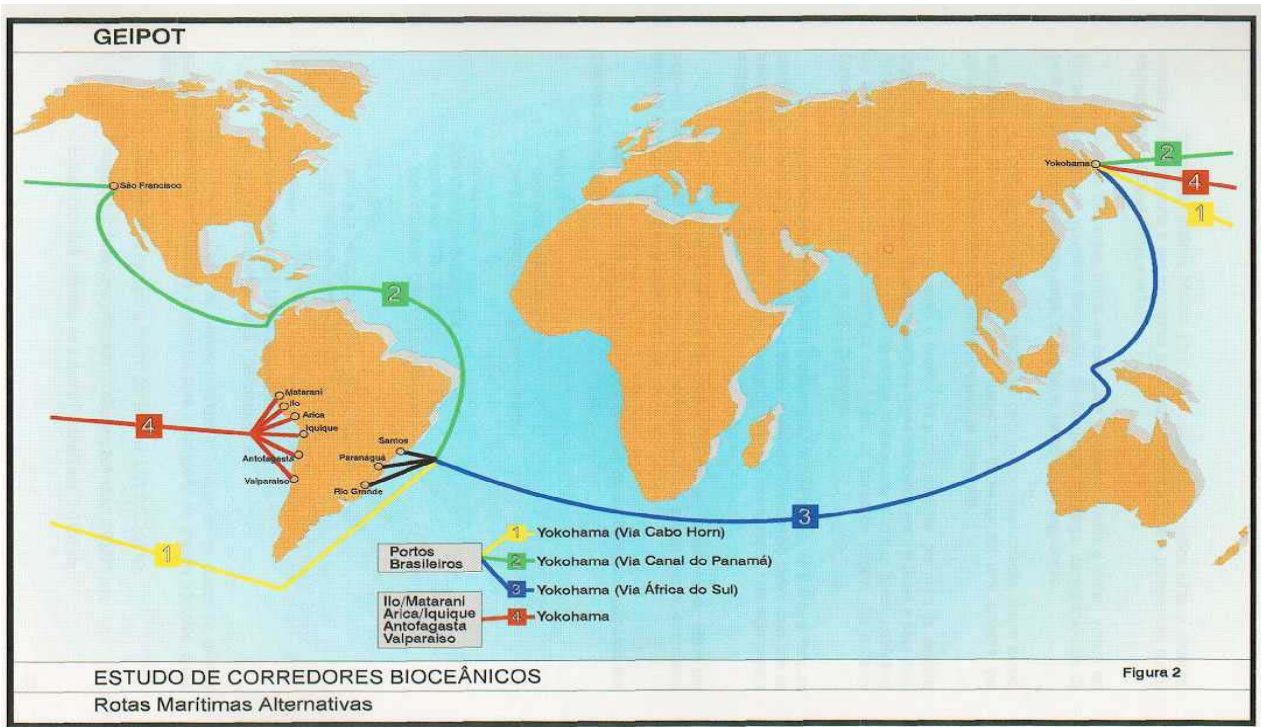 GEIPOT
São Francisco
Yokohama
2
4
1
2
Matarani
Ilo
Arica
Iquique
Antofagasta
Valparaiso
4
Santos
Paranaguá
Rio Grande
3
1
Portos
Brasileiros
1 Yokohama (Via Cabo Horn)
2 Yokohama (Via Canal do Panamá)
3 Yokohama (Via África do Sul)
Ilo/Matarani
Arica/Iquique
Antofagasta
Valparaiso
4 Yokohama
ESTUDO DE CORREDORES BIOCEÂNICOS
Figura 2
Rotas Marítimas Alternativas